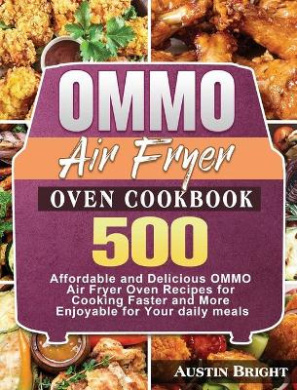 OMMO
Air Fryer
OVEN COOKBOOK
500
Affordable and Delicious OMMO
Air Fryer Oven Recipes for
Cooking Faster and More
Enjoyable for Your daily meals
AUSTIN BRIGHT